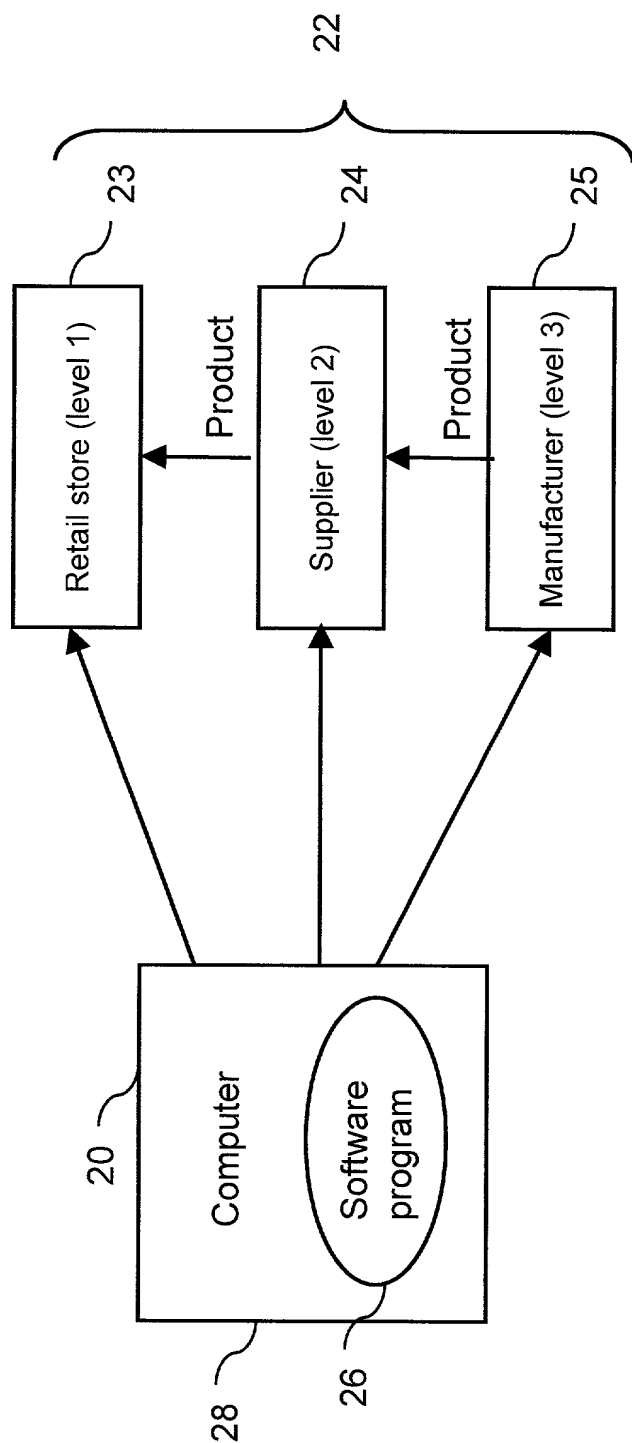 20
28
Computer
Software
program
26
Retail store (level 1)
23
Product
Supplier (level 2)
24
Product
Manufacturer (level 3)
25
22